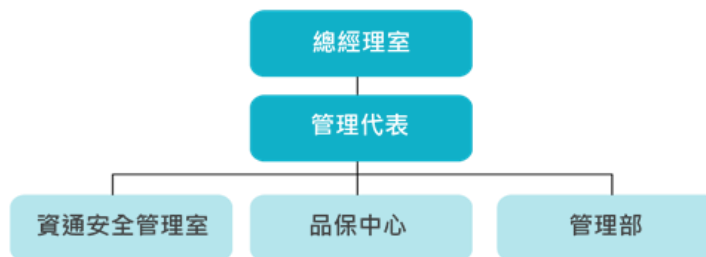 總經理室
管理代表
資通安全管理室
品保中心
管理部